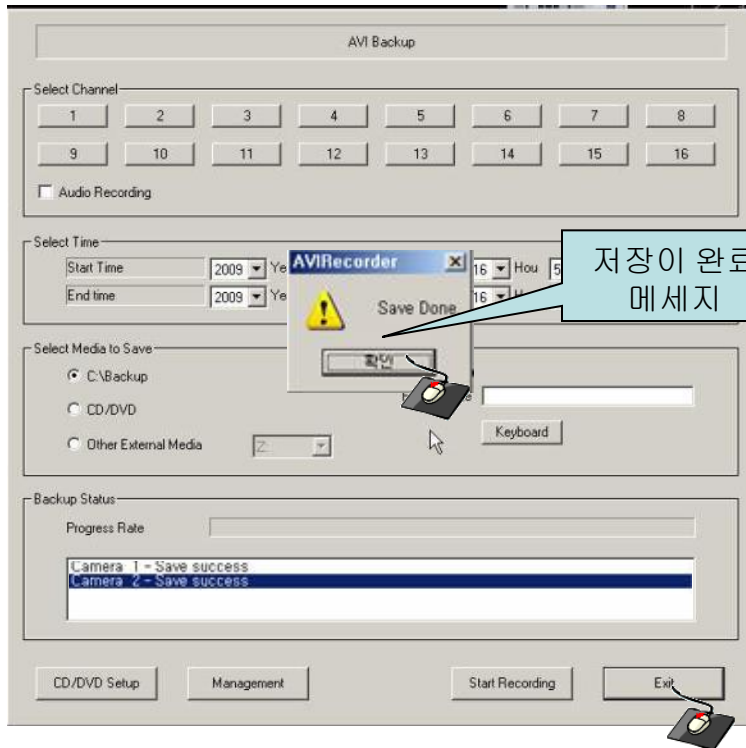 AVI Backup
Select Channel
1 2 3 4 5 6 7 8
9 10 11 12 13 14 15 16
Audio Recording
Select Time
Start Time 2009 Ye 16 Hou 5
End time 2009 Ye 16
AVIRecorder
Save Done
확인
저장이 완료
메세지
Select Media to Save
C:\Backup
CD/DVD
Other External Media Z: Keyboard
Backup Status
Progress Rate
Camera 1 - Save success
Camera 2 - Save success
CD/DVD Setup Management Start Recording Exit